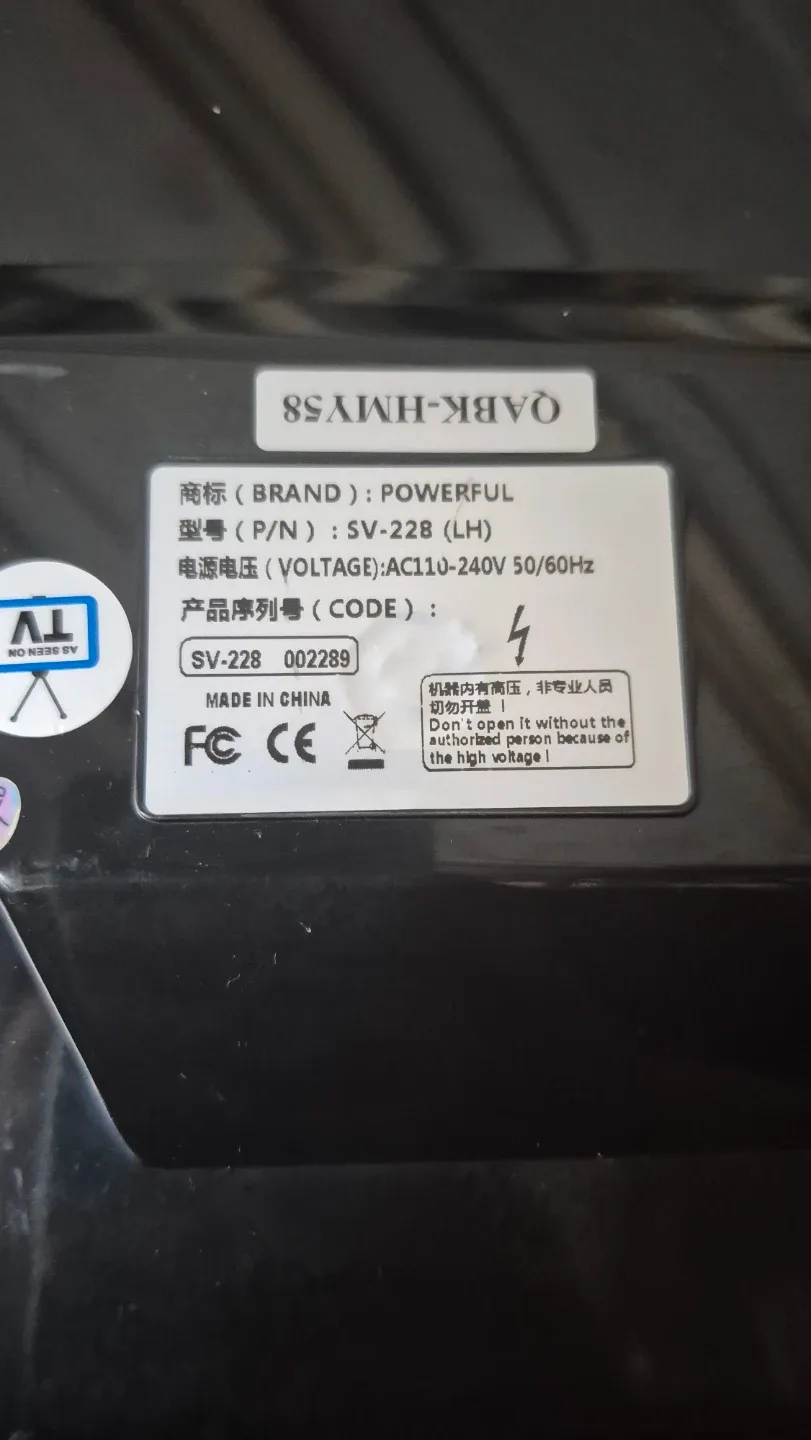 QABK-HMY58
商标 ( BRAND ) : POWERFUL
型号 ( P/N ) : SV-228 (LH)
电源电压 ( VOLTAGE):AC110-240V 50/60Hz
产品序列号 ( CODE ) :
SV-228 002289
MADE IN CHINA
FC CE
机器内有高压，非专业人员
切勿开盖！
Don't open it without the
authorized person because of
the high voltage!
AS SEEN ON
TV